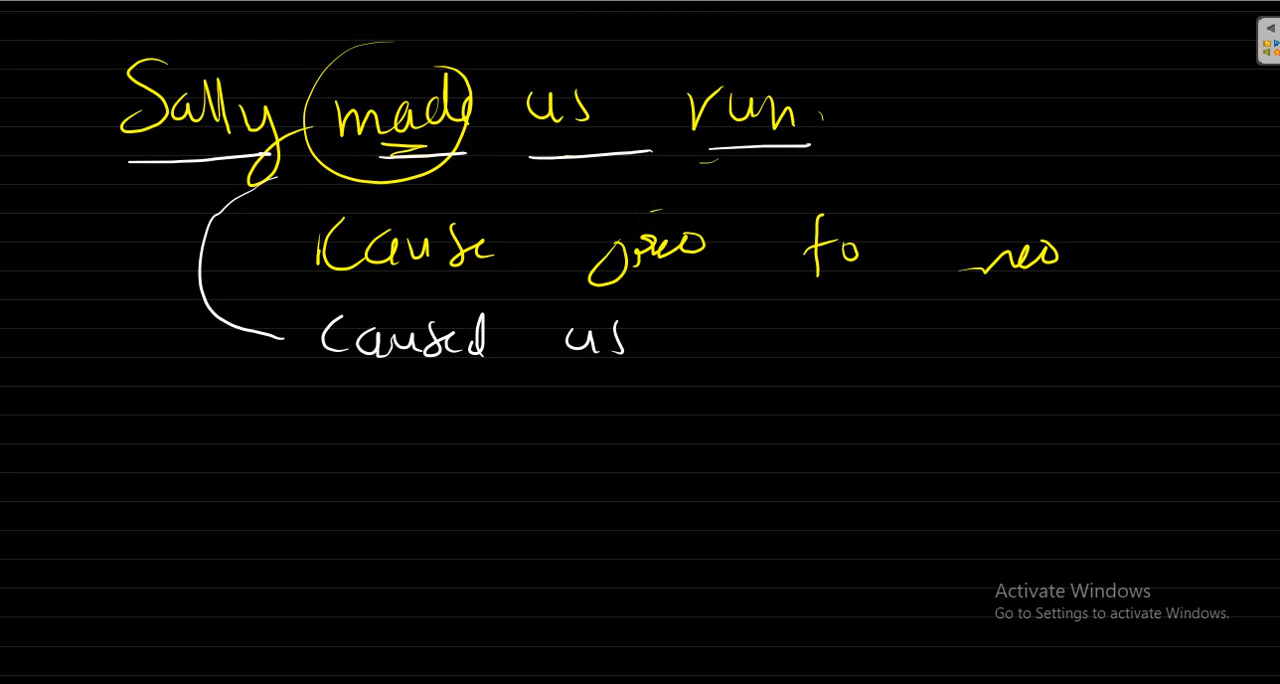 Sally made us run.
Cause to
Caused us
Activate Windows
Go to Settings to activate Windows.